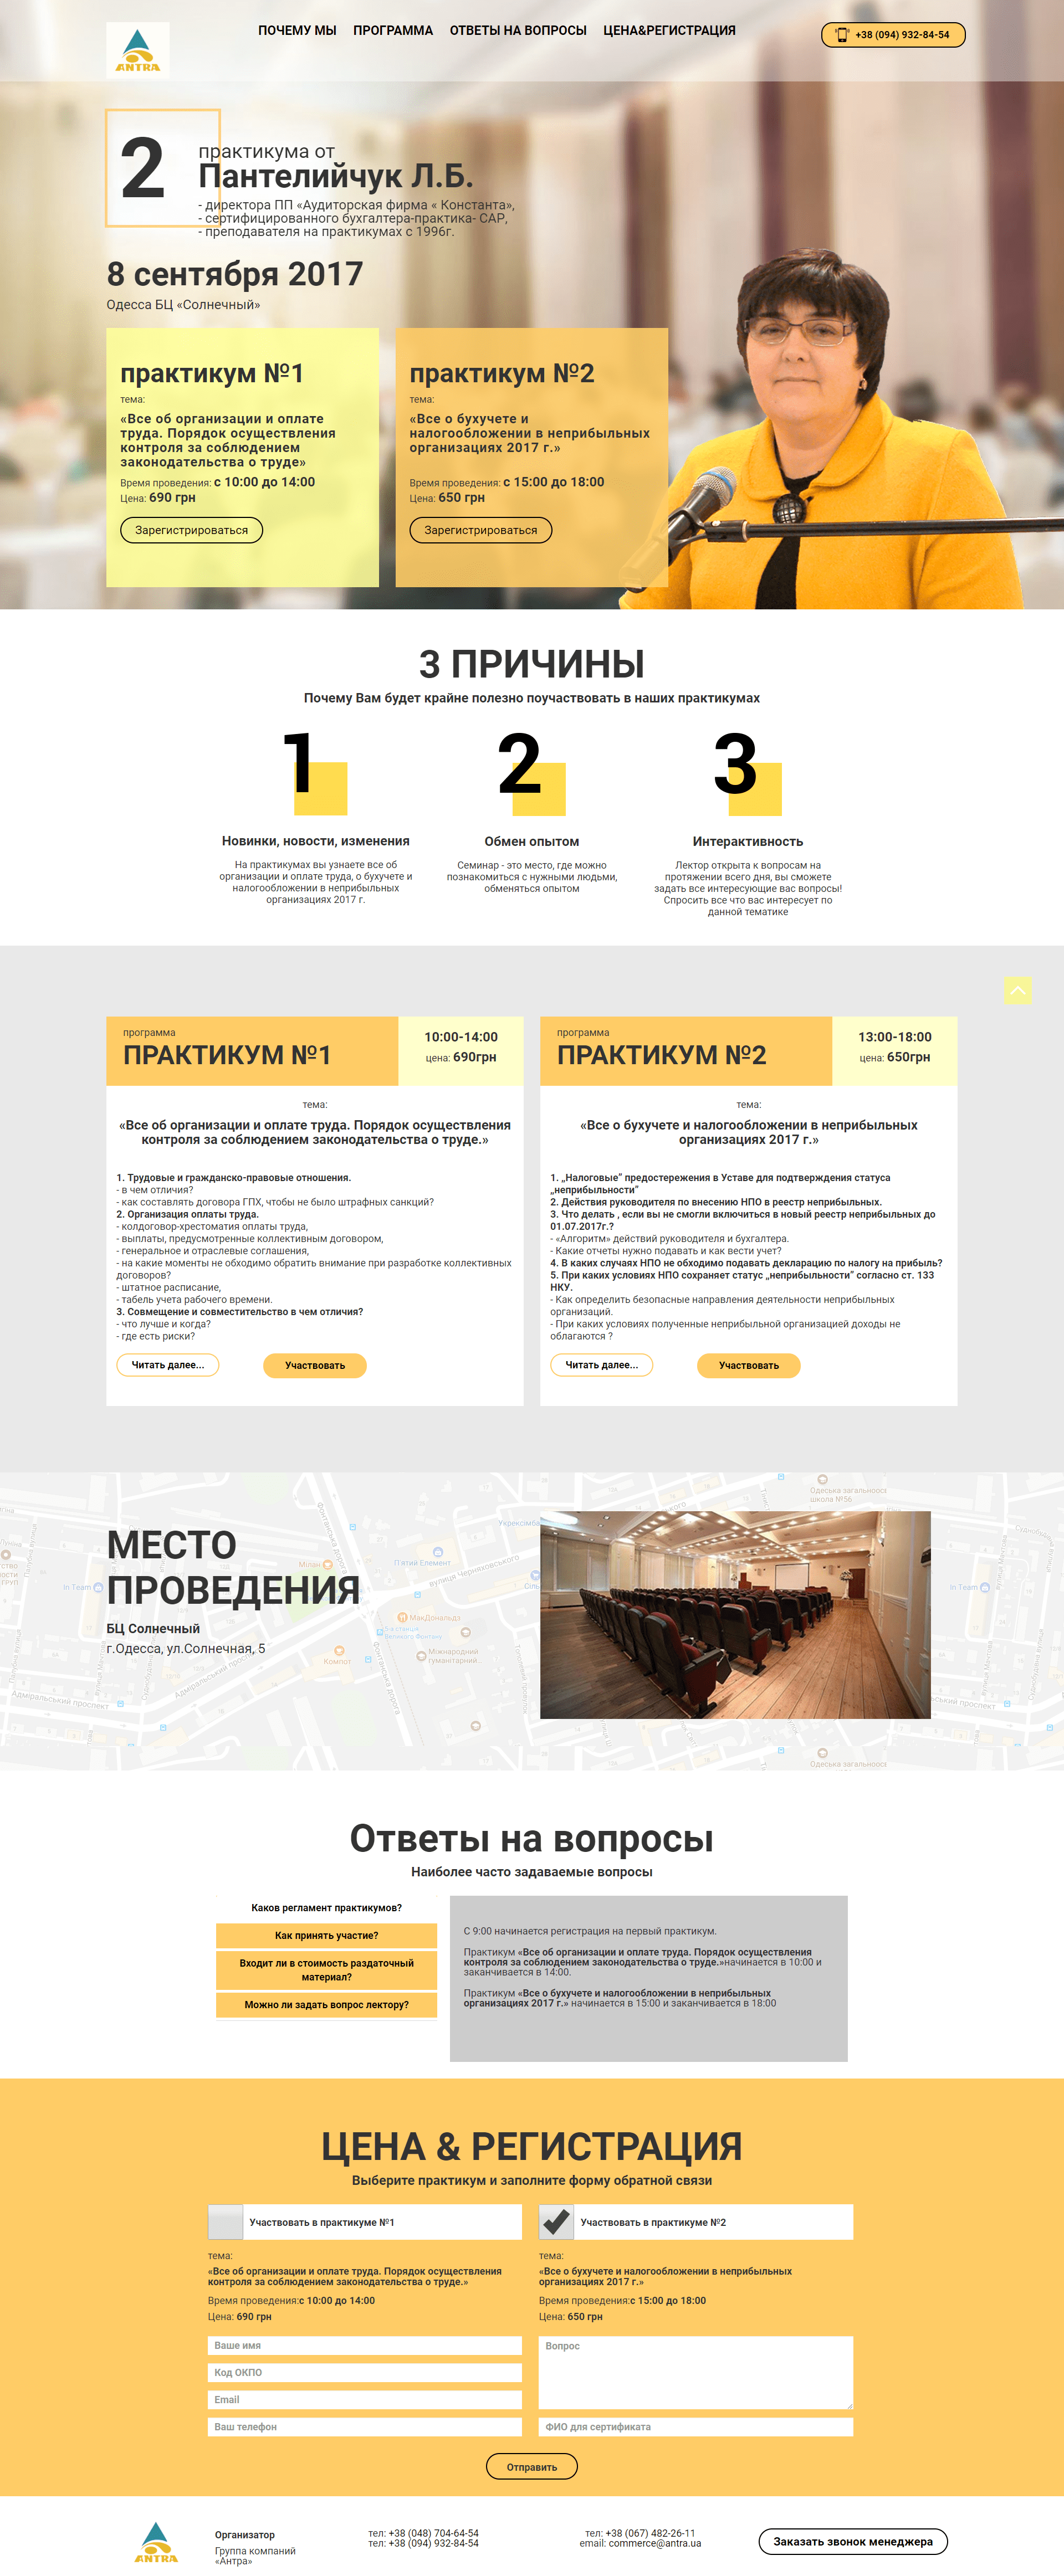 ANTRA
ПОЧЕМУ МЫ ПРОГРАММА ОТВЕТЫ НА ВОПРОСЫ ЦЕНА&РЕГИСТРАЦИЯ
+38 (094) 932-84-54
2
практикума от
Пантелийчук Л.Б.
- директора ПП «Аудиторская фирма « Константа»,
- сертифицированного бухгалтера-практика- САР,
- преподавателя на практикумах с 1996г.
8 сентября 2017
Одесса БЦ «Солнечный»
практикум №1
тема:
«Все об организации и оплате
труда. Порядок осуществления
контроля за соблюдением
законодательства о труде»
Время проведения: с 10:00 до 14:00
Цена: 690 грн
Зарегистрироваться
практикум №2
тема:
«Все о бухучете и
налогообложении в неприбыльных
организациях 2017 г.»
Время проведения: с 15:00 до 18:00
Цена: 650 грн
Зарегистрироваться
3 ПРИЧИНЫ
Почему Вам будет крайне полезно поучаствовать в наших практикумах
1
Новинки, новости, изменения
На практикумах вы узнаете все об
организации и оплате труда, о бухучете и
налогообложении в неприбыльных
организациях 2017 г.
2
Обмен опытом
Семинар - это место, где можно
познакомиться с нужными людьми,
обменяться опытом
3
Интерактивность
Лектор открыта к вопросам на
протяжении всего дня, вы сможете
задать все интересующие вас вопросы!
Спросить все что вас интересует по
данной тематике
программа
ПРАКТИКУМ №1
10:00-14:00
цена: 690грн
тема:
«Все об организации и оплате труда. Порядок осуществления
контроля за соблюдением законодательства о труде.»
1. Трудовые и гражданско-правовые отношения.
- в чем отличия?
- как составлять договора ГПХ, чтобы не было штрафных санкций?
2. Организация оплаты труда.
- колдоговор-хрестоматия оплаты труда,
- выплаты, предусмотренные коллективным договором,
- генеральное и отраслевые соглашения,
- на какие моменты не обходимо обратить внимание при разработке коллективных
договоров?
- штатное расписание,
- табель учета рабочего времени.
3. Совмещение и совместительство в чем отличия?
- что лучше и когда?
- где есть риски?
Читать далее...
Участвовать
программа
ПРАКТИКУМ №2
13:00-18:00
цена: 650грн
тема:
«Все о бухучете и налогообложении в неприбыльных
организациях 2017 г.»
1. „Налоговые” предостережения в Уставе для подтверждения статуса
„неприбыльности”
2. Действия руководителя по внесению НПО в реестр неприбыльных.
3. Что делать , если вы не смогли включиться в новый реестр неприбыльных до
01.07.2017г.?
- «Алгоритм» действий руководителя и бухгалтера.
- Какие отчеты нужно подавать и как вести учет?
4. В каких случаях НПО не обходимо подавать декларацию по налогу на прибыль?
5. При каких условиях НПО сохраняет статус „неприбыльности” согласно ст. 133
НКУ.
- Как определить безопасные направления деятельности неприбыльных
организаций.
- При каких условиях полученные неприбыльной организацией доходы не
облагаются ?
Читать далее...
Участвовать
МЕСТО
ПРОВЕДЕНИЯ
БЦ Солнечный
г.Одесса, ул.Солнечная, 5
In Team
Мілан
П'ятий Елемент
вулиця Черняховського
МакДональдз
Міжнародний
гуманітарний
Компот
Адміральський проспект
Фонтанська дорога
Одеська загальноосв
школа №56
In Team
Одеська загальноосв
Ответы на вопросы
Наиболее часто задаваемые вопросы
Каков регламент практикумов?
Как принять участие?
Входит ли в стоимость раздаточный
материал?
Можно ли задать вопрос лектору?
С 9:00 начинается регистрация на первый практикум.
Практикум «Все об организации и оплате труда. Порядок осуществления
контроля за соблюдением законодательства о труде.»начинается в 10:00 и
заканчивается в 14:00.
Практикум «Все о бухучете и налогообложении в неприбыльных
организациях 2017 г.» начинается в 15:00 и заканчивается в 18:00
ЦЕНА & РЕГИСТРАЦИЯ
Выберите практикум и заполните форму обратной связи
Участвовать в практикуме №1
тема:
«Все об организации и оплате труда. Порядок осуществления
контроля за соблюдением законодательства о труде.»
Время проведения:с 10:00 до 14:00
Цена: 690 грн
Участвовать в практикуме №2
тема:
«Все о бухучете и налогообложении в неприбыльных
организациях 2017 г.»
Время проведения:с 15:00 до 18:00
Цена: 650 грн
Ваше имя
Код ОКПО
Email
Ваш телефон
Вопрос
ФИО для сертификата
Отправить
ANTRA
Организатор
Группа компаний
«Антра»
тел: +38 (048) 704-64-54
тел: +38 (094) 932-84-54
тел: +38 (067) 482-26-11
email: commerce@antra.ua
Заказать звонок менеджера